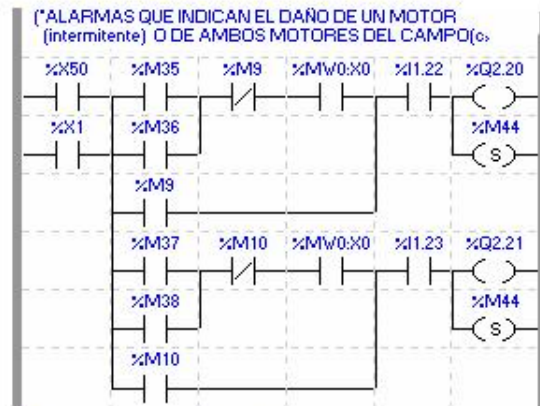 (*ALARMAS QUE INDICAN EL DAÑO DE UN MOTOR
(intermitente) O DE AMBOS MOTORES DEL CAMPO(c
%X50 %M35 %M9 %MW0:X0 %I1.22 %Q2.20
%X1 %M36 %M44
S
%M9
%M37 %M10 %MW0:X0 %I1.23 %Q2.21
%M38 %M44
S
%M10